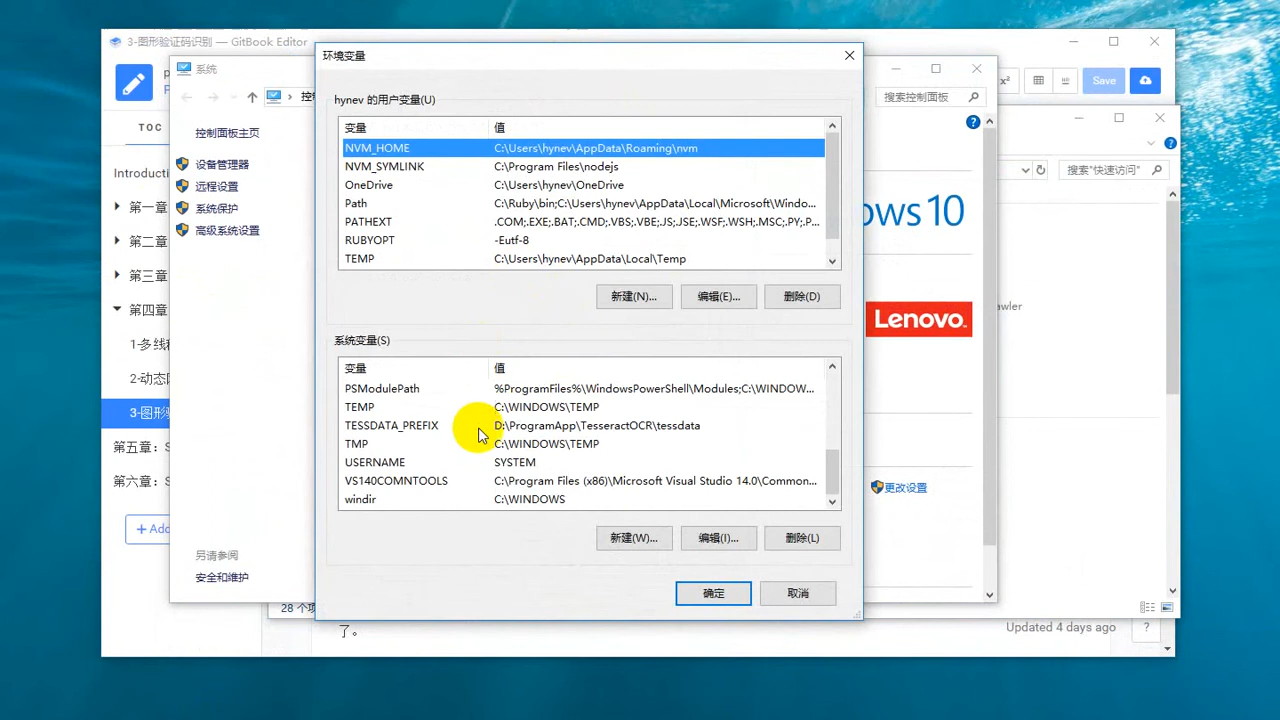 3-图形验证码识别 - GitBook Editor
系统
环境变量
x²
Save
TOC
控制面板主页
搜索控制面板
hynev 的用户变量(U)
变量 值
NVM_HOME C:\Users\hynev\AppData\Roaming\nvm
NVM_SYMLINK C:\Program Files\nodejs
OneDrive C:\Users\hynev\OneDrive
Path C:\Ruby\bin;C:\Users\hynev\AppData\Local\Microsoft\Windo...
PATHEXT .COM;.EXE;.BAT;.CMD;.VBS;.VBE;.JS;.JSE;.WSF;.WSH;.MSC;.PY;.P...
RUBYOPT -Eutf-8
TEMP C:\Users\hynev\AppData\Local\Temp
新建(N)... 编辑(E)... 删除(D)
系统变量(S)
变量 值
PSModulePath %ProgramFiles%\WindowsPowerShell\Modules;C:\WINDOW...
TEMP C:\WINDOWS\TEMP
TESSDATA_PREFIX D:\ProgramApp\TesseractOCR\tessdata
TMP C:\WINDOWS\TEMP
USERNAME SYSTEM
VS140COMNTOOLS C:\Program Files (x86)\Microsoft Visual Studio 14.0\Common...
windir C:\WINDOWS
新建(W)... 编辑(I)... 删除(L)
确定 取消
设备管理器
远程设置
系统保护
高级系统设置
另请参阅
安全和维护
Introducti
第一章
第二章
第三章
第四章
1-多线
2-动态
3-图形验
第五章：S
第六章：S
+ Add
搜索"快速访问"
ows 10
Lenovo.
更改设置
awler
28 个项
了。
Updated 4 days ago
?